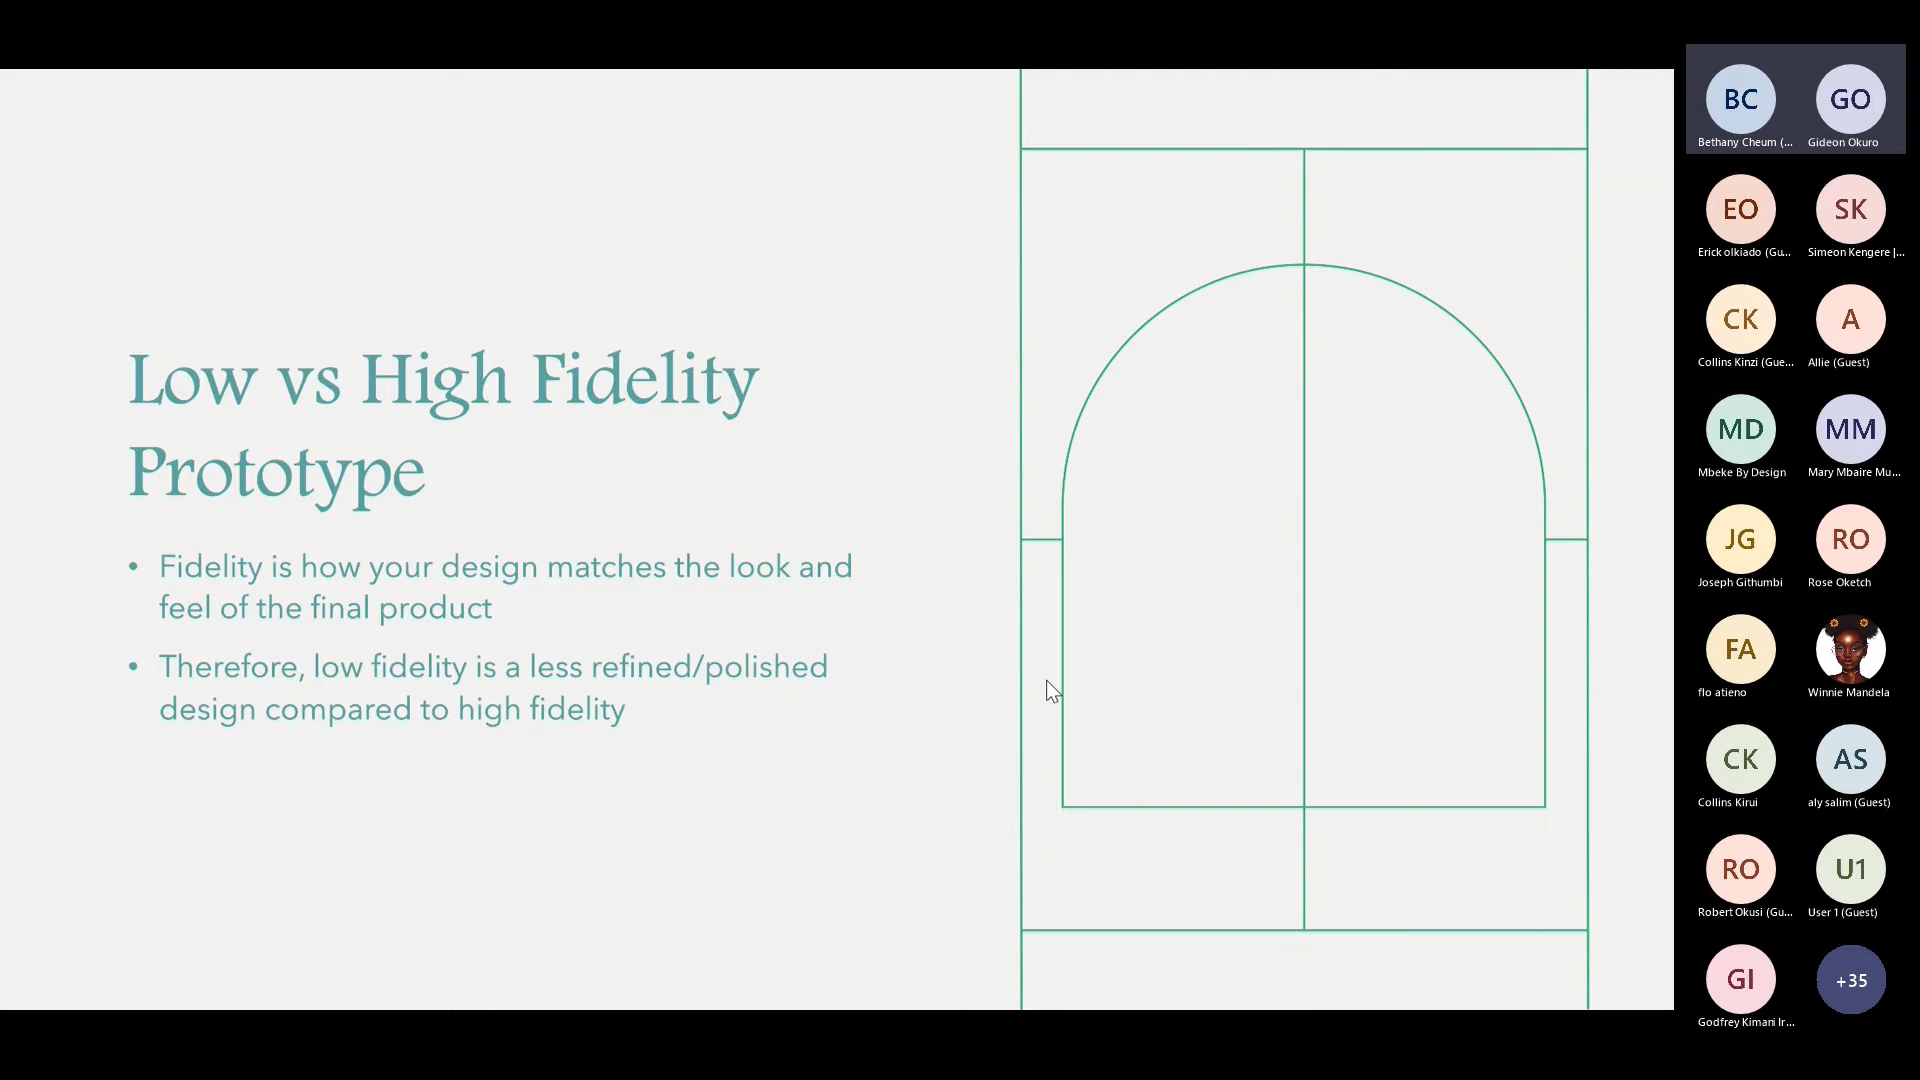 Low vs High Fidelity
Prototype
• Fidelity is how your design matches the look and
feel of the final product
• Therefore, low fidelity is a less refined/polished
design compared to high fidelity
BC
GO
Bethany Cheum (...
Gideon Okuro
EO
SK
Erick olkiado (Gu...
Simeon Kengere |...
CK
A
Collins Kinzi (Gue...
Allie (Guest)
MD
MM
Mbeke By Design
Mary Mbaire Mu...
JG
RO
Joseph Githumbi
Rose Oketch
FA
flo atieno
Winnie Mandela
CK
AS
Collins Kirui
aly salim (Guest)
RO
U1
Robert Okusi (Gu...
User 1 (Guest)
GI
+35
Godfrey Kimani Ir...